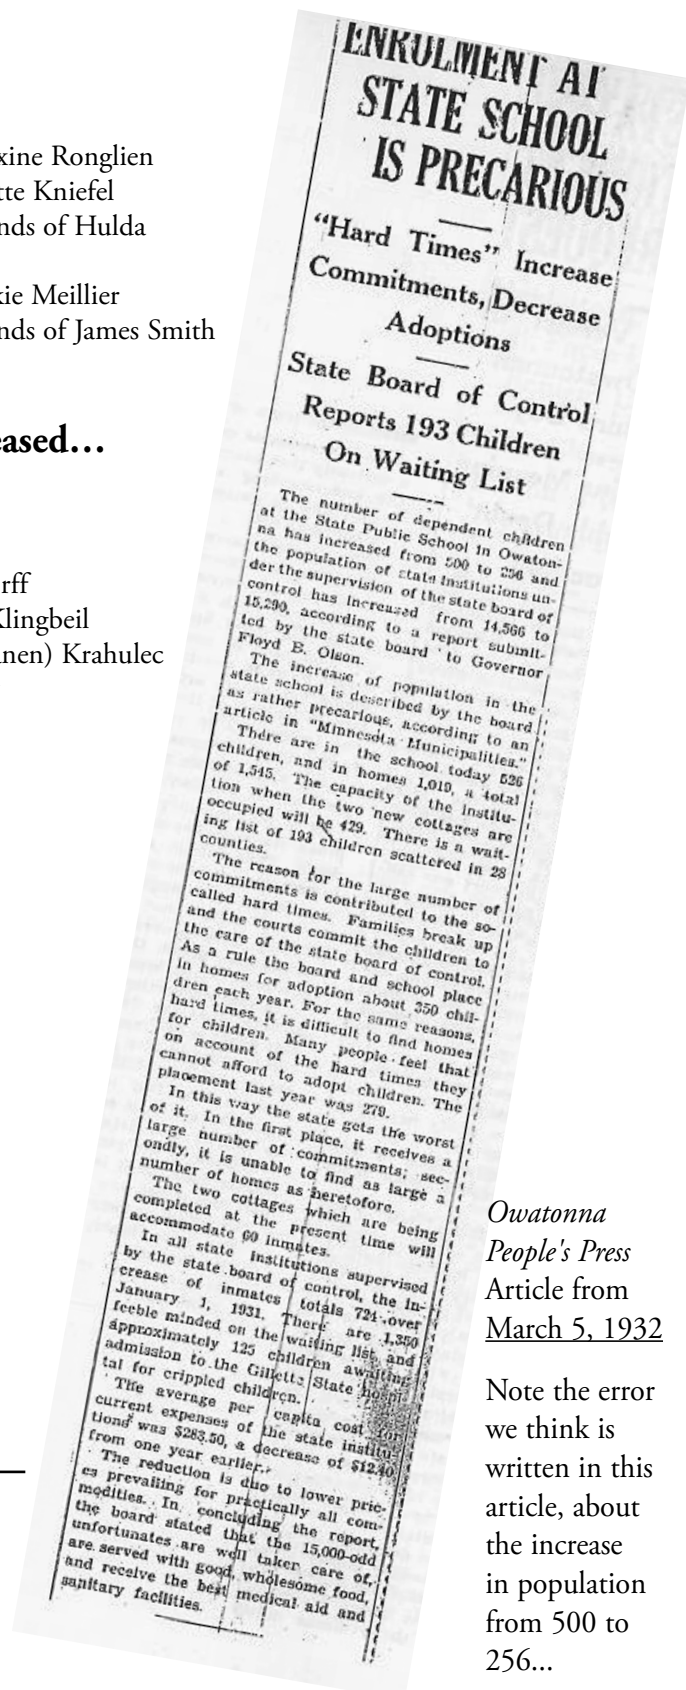 xine Ronglien
tte Kniefel
nds of Hulda
kie Meillier
nds of James Smith
eased…
rff
Klingbeil
nen) Krahulec
ENROLMENT AT
STATE SCHOOL
IS PRECARIOUS
"Hard Times" Increase
Commitments, Decrease
Adoptions
State Board of Control
Reports 193 Children
On Waiting List
The number of dependent children
at the State Public School in Owaton-
na has increased from 500 to 256 and
the population of state institutions un-
der the supervision of the state board of
control has increased from 14,566 to
15,290, according to a report submit-
ted by the state board to Governor
Floyd B. Olson.
The increase of population in the
state school is described by the board
as rather precarious, according to an
article in "Minnesota Municipalities."
There are in the school today 526
children, and in homes 1,019, a total
of 1,545. The capacity of the institu-
tion when the two new cottages are
occupied will be 429. There is a wait-
ing list of 193 children scattered in 28
counties.
The reason for the large number of
commitments is contributed to the so-
called hard times. Families break up
and the courts commit the children to
the care of the state board of control.
As a rule the board and school place
in homes for adoption about 350 chil-
dren each year. For the same reasons,
hard times, it is difficult to find homes
for children. Many people feel that
on account of the hard times they
cannot afford to adopt children. The
placement last year was 279.
In this way the state gets the worst
of it. In the first place, it receives a
large number of commitments; sec-
ondly, it is unable to find as large a
number of homes as heretofore.
The two cottages which are being
completed at the present time will
accommodate 60 inmates.
In all state institutions supervised
by the state board of control, the in-
crease of inmates totals 724 over
January 1, 1931. There are 1,350
feeble minded on the waiting list and
approximately 125 children awaiting
admission to the Gillette State hospi-
tal for crippled children.
The average per capita cost for
current expenses of the state institu-
tions was $283.50, a decrease of $12.40
from one year earlier.
The reduction is due to lower pric-
es prevailing for practically all com-
modities. In concluding the report,
the board stated that the 15,000-odd
unfortunates are well taken care of,
are served with good, wholesome food,
and receive the best medical aid and
sanitary facilities.
Owatonna
People's Press
Article from
March 5, 1932
Note the error
we think is
written in this
article, about
the increase
in population
from 500 to
256...